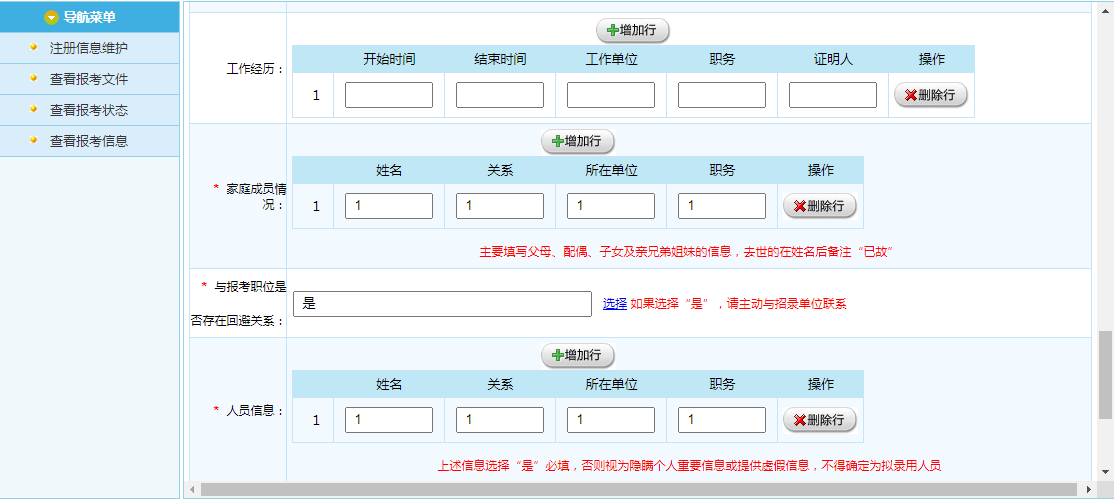 导航菜单
注册信息维护
查看报考文件
查看报考状态
查看报考信息
增加行
工作经历：
开始时间 结束时间 工作单位 职务 证明人 操作
1 删除行
增加行
* 家庭成员情
况：
姓名 关系 所在单位 职务 操作
1 1 1 1 1 删除行
主要填写父母、配偶、子女及亲兄弟姐妹的信息，去世的在姓名后备注“已故”
* 与报考职位是
否存在回避关系：
是 选择 如果选择“是”，请主动与招录单位联系
增加行
* 人员信息：
姓名 关系 所在单位 职务 操作
1 1 1 1 1 删除行
上述信息选择“是”必填，否则视为隐瞒个人重要信息或提供虚假信息，不得确定为拟录用人员